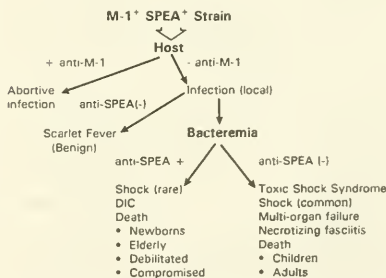 M-1⁺ SPEA⁺ Strain
Host
+ anti-M-1
- anti-M-1
Abortive
infection
anti-SPEA(-)
Infection (local)
Scarlet Fever
(Benign)
Bacteremia
anti-SPEA +
anti-SPEA (-)
Shock (rare)
DIC
Death
• Newborns
• Elderly
• Debilitated
• Compromised
Toxic Shock Syndrome
Shock (common)
Multi-organ failure
Necrotizing fasciitis
Death
• Children
• Adults